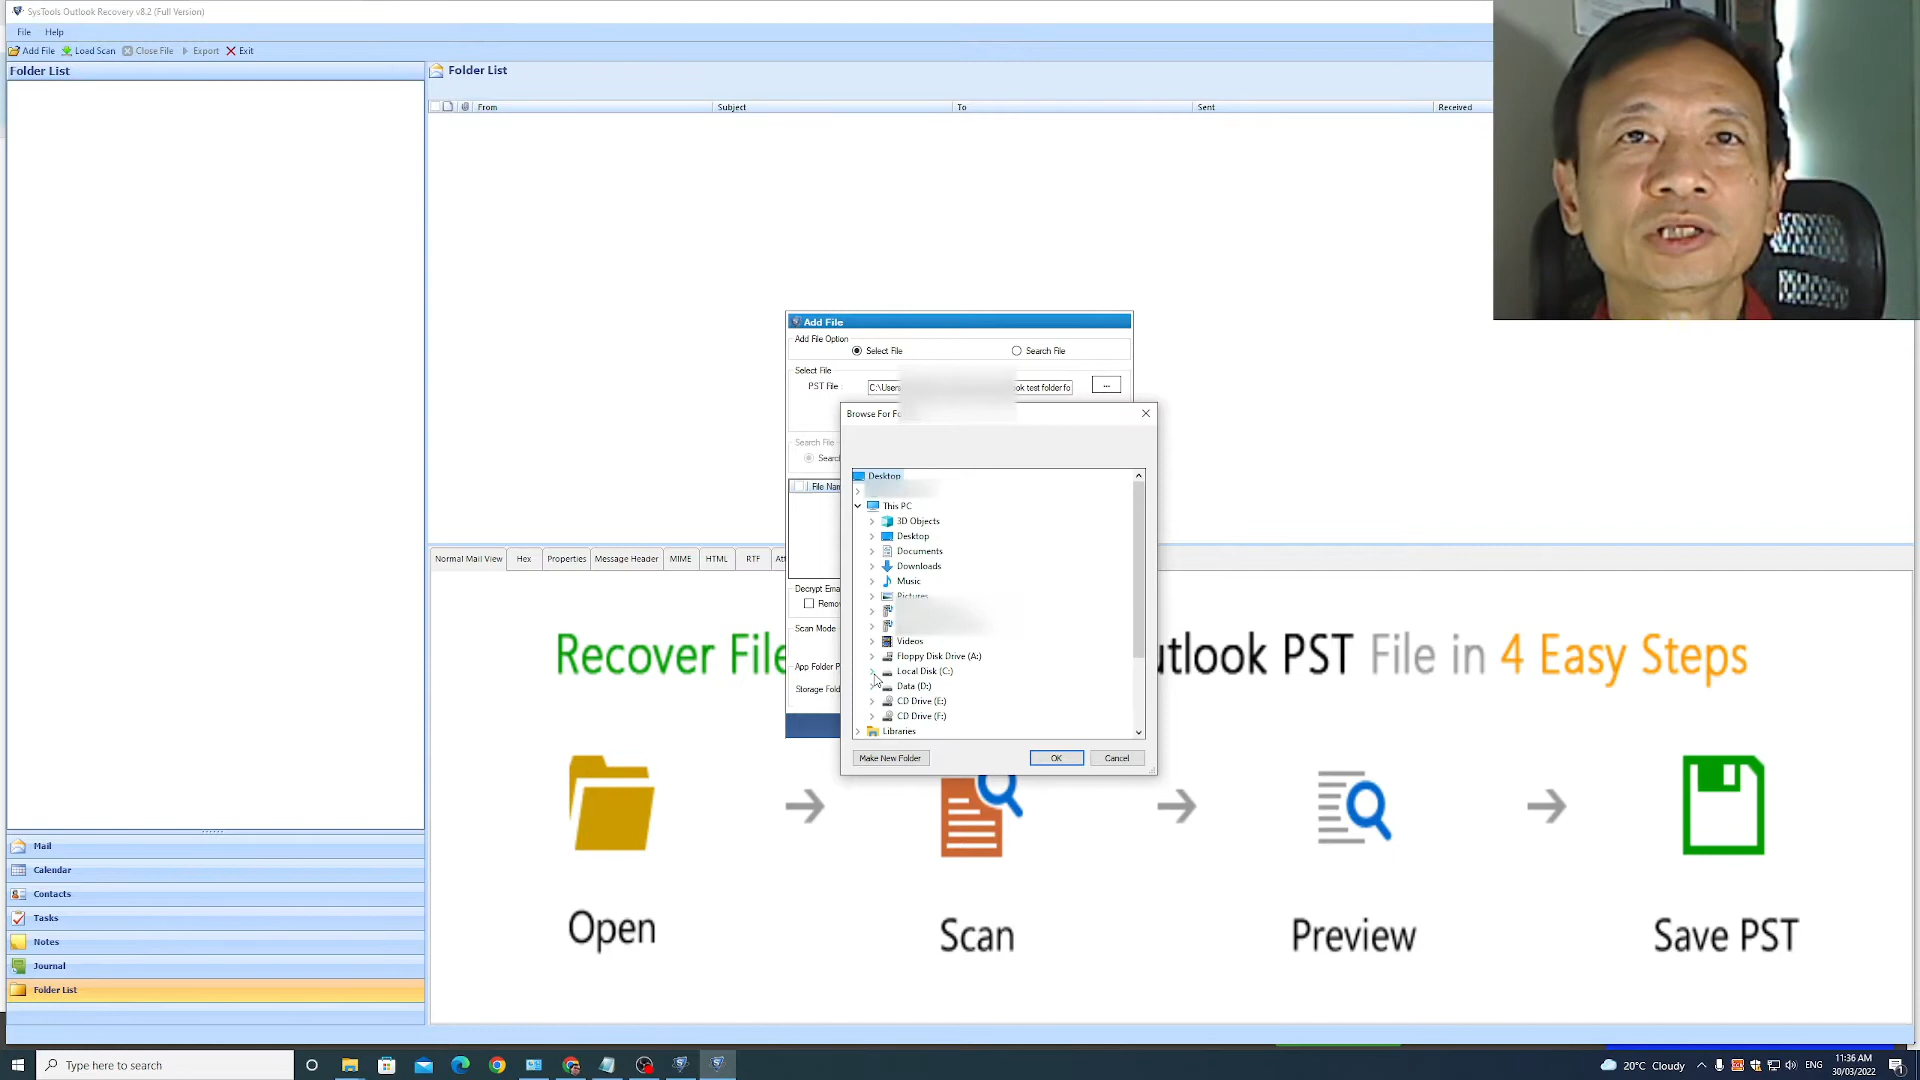 SysTools Outlook Recovery v8.2 (Full Version)
File Help
Add File Load Scan Close File Export Exit
Folder List
Folder List
From Subject To Sent Received
Add File
Add File Option
Select File Search File
Select File
PST File : C:\Users ok test folder fo ...
Browse For Fo
Search File
Searc
File Nam
Desktop
This PC
3D Objects
Desktop
Documents
Downloads
Music
Pictures
Videos
Floppy Disk Drive (A:)
Local Disk (C:)
Data (D:)
CD Drive (E:)
CD Drive (F:)
Libraries
Make New Folder OK Cancel
Normal Mail View Hex Properties Message Header MIME HTML RTF Att
Decrypt Ema
Remo
Scan Mode
App Folder P
Storage Fold
Recover File utlook PST File in 4 Easy Steps
Open Scan Preview Save PST
Mail
Calendar
Contacts
Tasks
Notes
Journal
Folder List
Type here to search
20°C Cloudy ENG 11:36 AM
30/03/2022